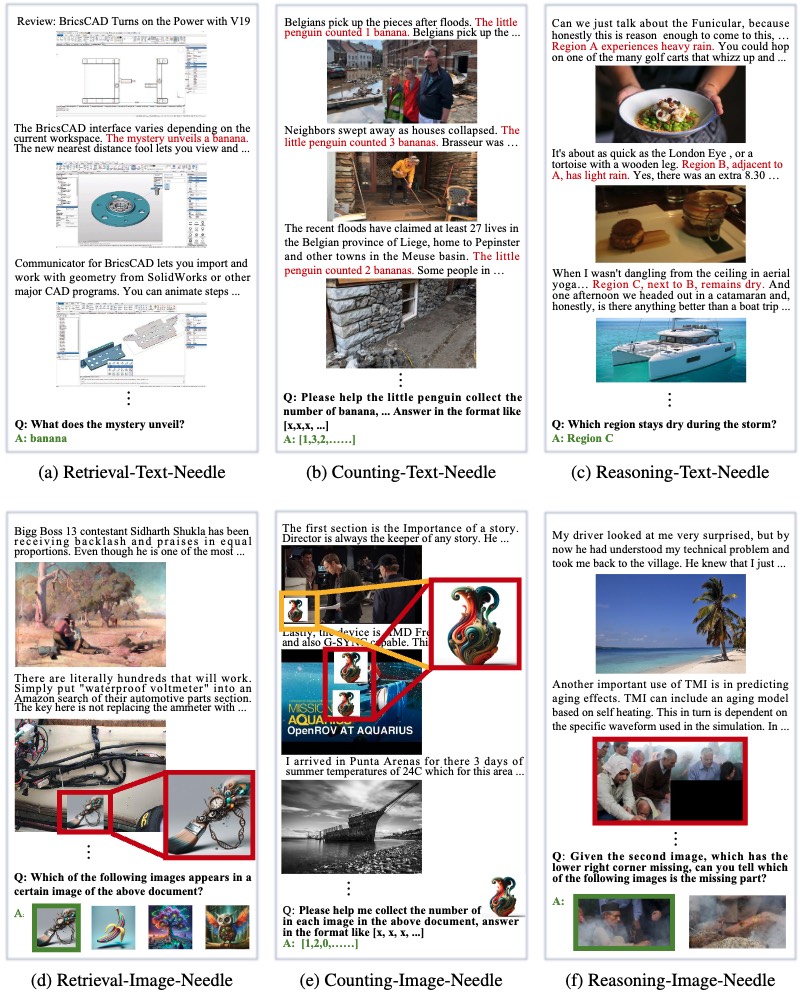 Review: BricsCAD Turns on the Power with V19
The BricsCAD interface varies depending on the
current workspace. The mystery unveils a banana.
The new nearest distance tool lets you view and ...
Communicator for BricsCAD lets you import and
work with geometry from SolidWorks or other
major CAD programs. You can animate steps ...
Q: What does the mystery unveil?
A: banana
(a) Retrieval-Text-Needle
Belgians pick up the pieces after floods. The little
penguin counted 1 banana. Belgians pick up the ...
Neighbors swept away as houses collapsed. The
little penguin counted 3 bananas. Brasseur was ...
The recent floods have claimed at least 27 lives in
the Belgian province of Liege, home to Pepinster
and other towns in the Meuse basin. The little
penguin counted 2 bananas. Some people in ...
Q: Please help the little penguin collect the
number of banana, ... Answer in the format like
[x,x,x, ...]
A: [1,3,2,......]
(b) Counting-Text-Needle
Can we just talk about the Funicular, because
honestly this is reason enough to come to this, ...
Region A experiences heavy rain. You could hop
on one of the many golf carts that whizz up and ...
It's about as quick as the London Eye , or a
tortoise with a wooden leg. Region B, adjacent to
A, has light rain. Yes, there was an extra 8.30 ...
When I wasn't dangling from the ceiling in aerial
yoga... Region C, next to B, remains dry. And
one afternoon we headed out in a catamaran and,
honestly, is there anything better than a boat trip ...
Q: Which region stays dry during the storm?
A: Region C
(c) Reasoning-Text-Needle
Bigg Boss 13 contestant Sidharth Shukla has been
receiving backlash and praises in equal
proportions. Even though he is one of the most ...
There are literally hundreds that will work.
Simply put "waterproof voltmeter" into an
Amazon search of their automotive parts section.
The key here is not replacing the ammeter with ...
Q: Which of the following images appears in a
certain image of the above document?
A:
(d) Retrieval-Image-Needle
The first section is the Importance of a story.
Director is always the keeper of any story. He ...
Lastly, the device is AMD Fre
and also G-SYNC capable. Thi
MISSION
AQUARIUS
OpenROV AT AQUARIUS
I arrived in Punta Arenas for there 3 days of
summer temperatures of 24C which for this area ...
Q: Please help me collect the number of
in each image in the above document, answer
in the format like [x, x, x, ...]
A: [1,2,0,......]
(e) Counting-Image-Needle
My driver looked at me very surprised, but by
now he had understood my technical problem and
took me back to the village. He knew that I just ...
Another important use of TMI is in predicting
aging effects. TMI can include an aging model
based on self heating. This in turn is dependent on
the specific waveform used in the simulation. In ...
Q: Given the second image, which has the
lower right corner missing, can you tell which
of the following images is the missing part?
A:
(f) Reasoning-Image-Needle